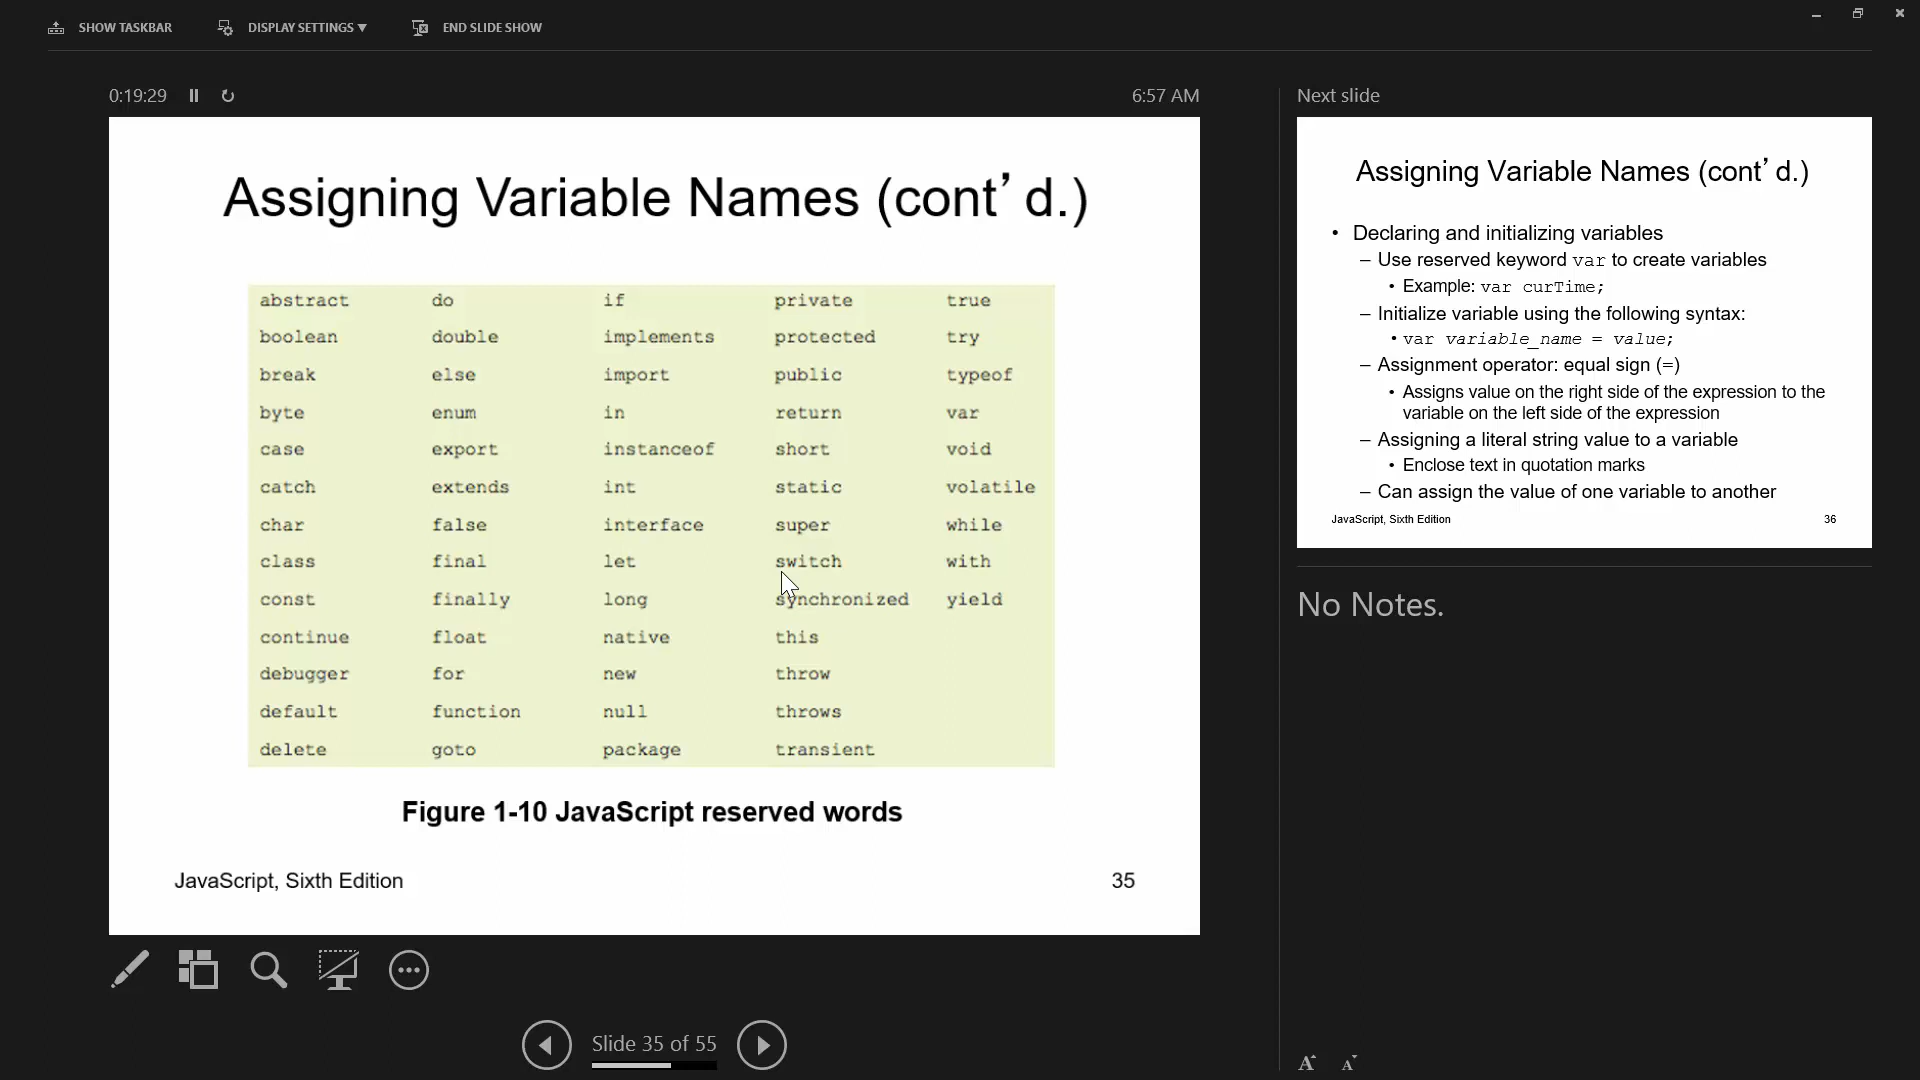 SHOW TASKBAR DISPLAY SETTINGS ▼ END SLIDE SHOW
0:19:29 6:57 AM
Assigning Variable Names (cont’d.)
abstract do if private true
boolean double implements protected try
break else import public typeof
byte enum in return var
case export instanceof short void
catch extends int static volatile
char false interface super while
class final let switch with
const finally long synchronized yield
continue float native this
debugger for new throw
default function null throws
delete goto package transient
Figure 1-10 JavaScript reserved words
JavaScript, Sixth Edition 35
Slide 35 of 55
Next slide
Assigning Variable Names (cont’d.)
• Declaring and initializing variables
– Use reserved keyword var to create variables
• Example: var curTime;
– Initialize variable using the following syntax:
• var variable_name = value;
– Assignment operator: equal sign (=)
• Assigns value on the right side of the expression to the
variable on the left side of the expression
– Assigning a literal string value to a variable
• Enclose text in quotation marks
– Can assign the value of one variable to another
JavaScript, Sixth Edition 36
No Notes.
A A